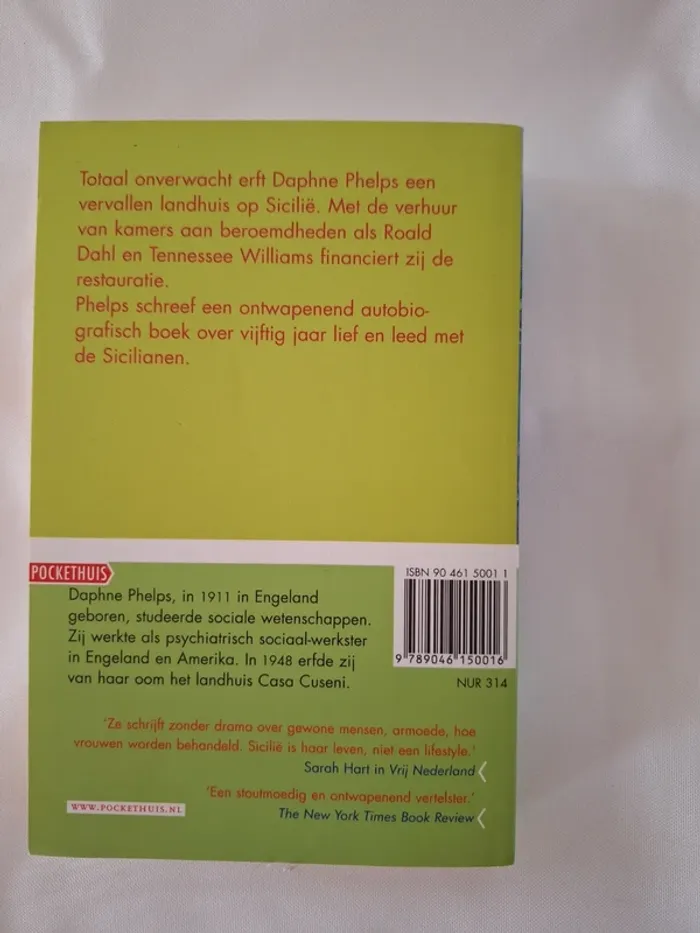 Totaal onverwacht erft Daphne Phelps een
vervallen landhuis op Sicilië. Met de verhuur
van kamers aan beroemdheden als Roald
Dahl en Tennessee Williams financiert zij de
restauratie.
Phelps schreef een ontwapenend autobio-
grafisch boek over vijftig jaar lief en leed met
de Sicilianen.
POCKETHUIS
Daphne Phelps, in 1911 in Engeland
geboren, studeerde sociale wetenschappen.
Zij werkte als psychiatrisch sociaal-werkster
in Engeland en Amerika. In 1948 erfde zij
van haar oom het landhuis Casa Cuseni.
ISBN 90 461 5001 1
9 789046 150016
NUR 314
'Ze schrijft zonder drama over gewone mensen, armoede, hoe
vrouwen worden behandeld. Sicilië is haar leven, niet een lifestyle.'
Sarah Hart in Vrij Nederland
'Een stoutmoedig en ontwapenend vertelster.'
The New York Times Book Review
WWW.POCKETHUIS.NL